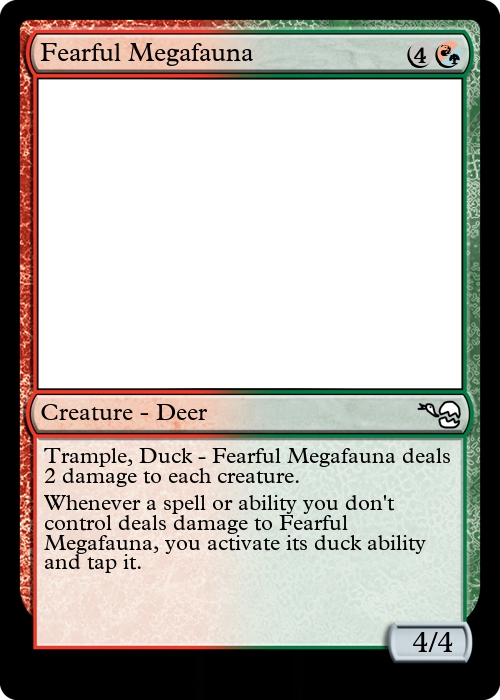 Fearful Megafauna
4
Creature - Deer
Trample, Duck - Fearful Megafauna deals
2 damage to each creature.
Whenever a spell or ability you don't
control deals damage to Fearful
Megafauna, you activate its duck ability
and tap it.
4/4